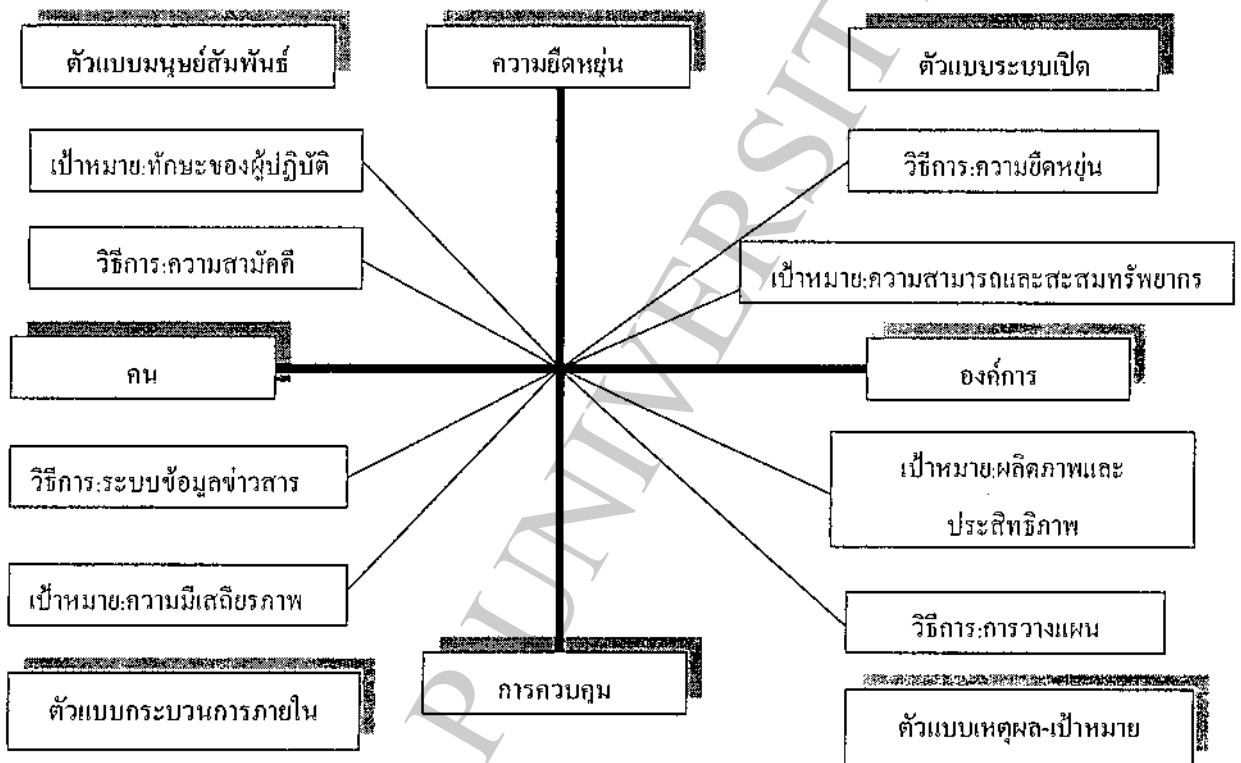 ตัวแบบมนุษย์สัมพันธ์
ความยืดหยุ่น
ตัวแบบระบบเปิด
เป้าหมาย:ทักษะของผู้ปฎิบัติ
วิธีการ:ความยืดหยุ่น
วิธีการ:ความสามัคคี
เป้าหมาย:ความสามารถและสะสมทรัพยากร
คน
องค์การ
วิธีการ:ระบบข้อมูลข่าวสาร
เป้าหมาย:ผลิตภาพและ
ประสิทธิภาพ
เป้าหมาย:ความมีเสถียรภาพ
วิธีการ:การวางแผน
ตัวแบบกระบวนการภายใน
การควบคุม
ตัวแบบเหตุผล-เป้าหมาย
P UNIVERSIT